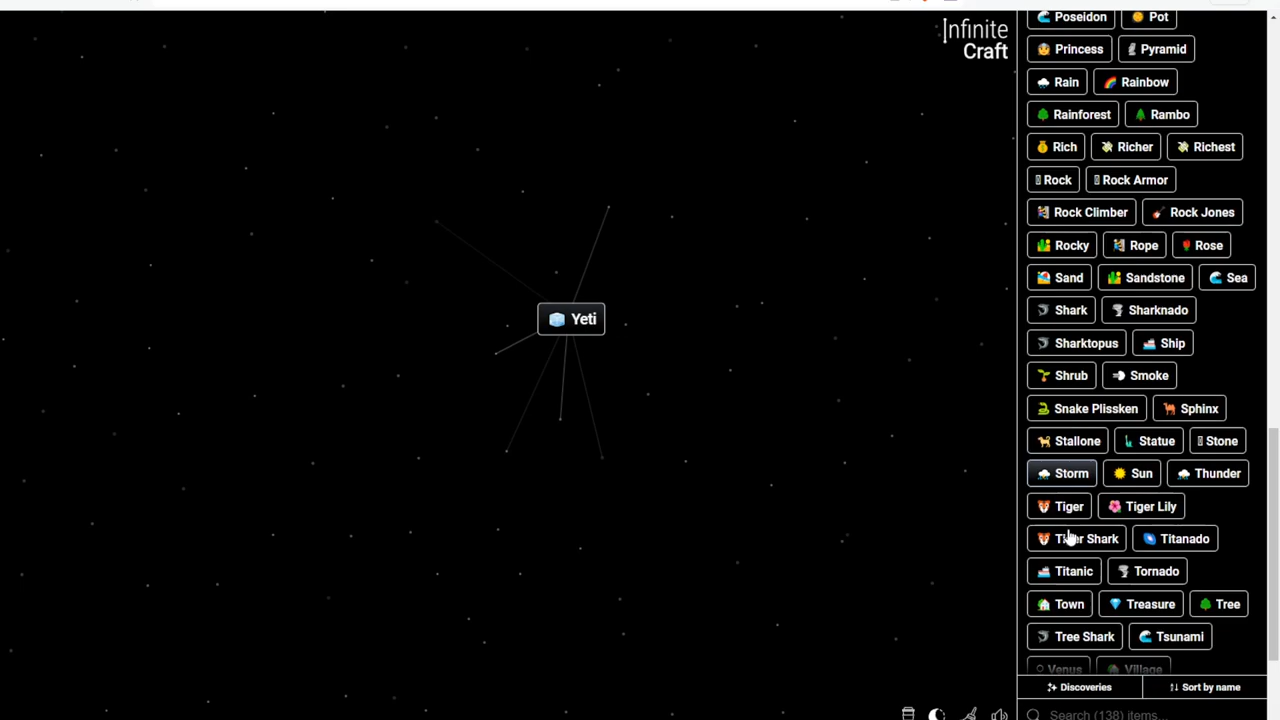 Infinite
Craft
Yeti
Poseidon Pot
Princess Pyramid
Rain Rainbow
Rainforest Rambo
Rich Richer Richest
Rock Rock Armor
Rock Climber Rock Jones
Rocky Rope Rose
Sand Sandstone Sea
Shark Sharknado
Sharktopus Ship
Shrub Smoke
Snake Plissken Sphinx
Stallone Statue Stone
Storm Sun Thunder
Tiger Tiger Lily
Tiger Shark Titanado
Titanic Tornado
Town Treasure Tree
Tree Shark Tsunami
Venus Village
Discoveries Sort by name
Search (138) items...